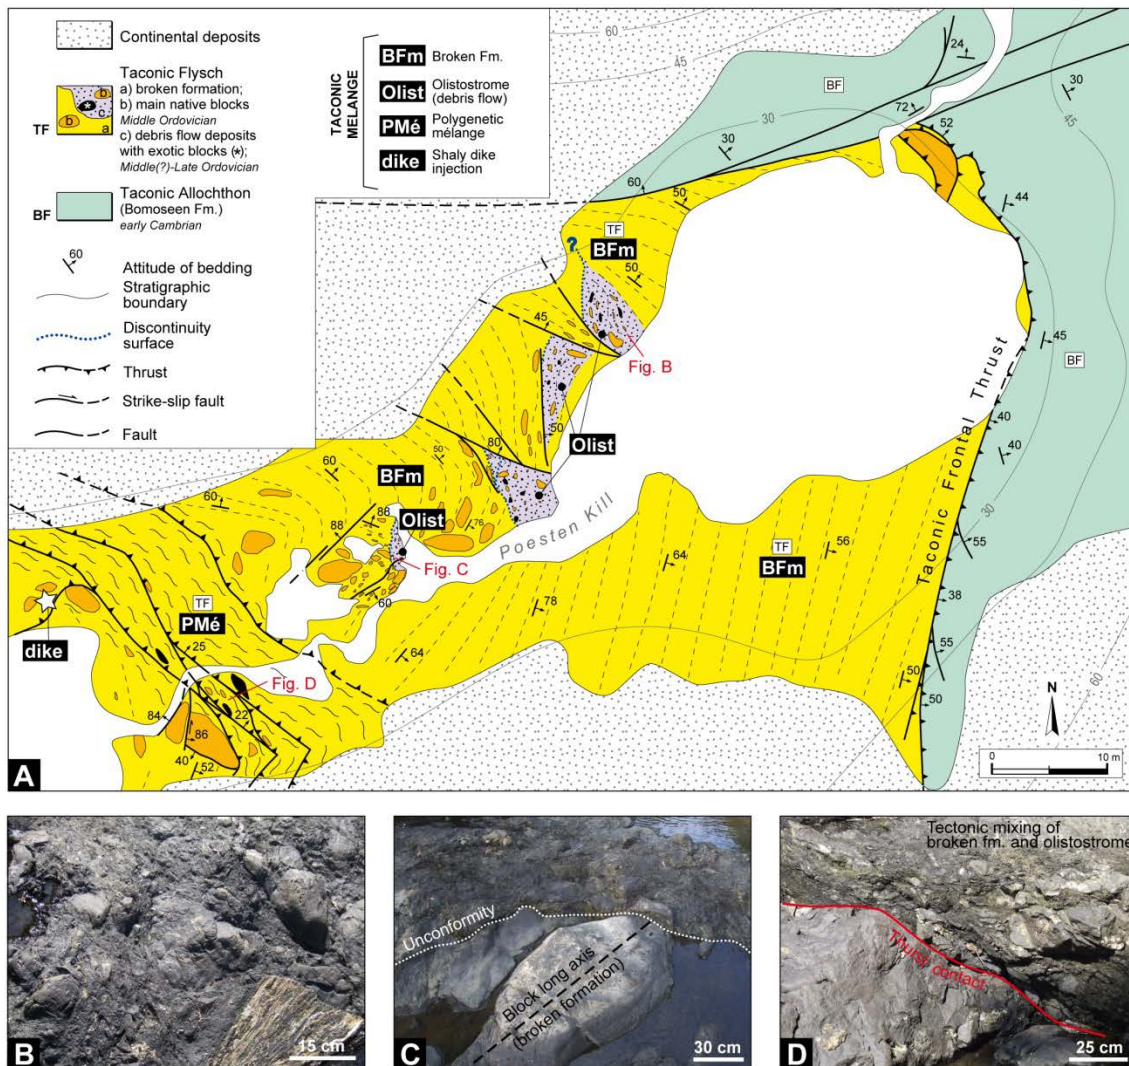 Continental deposits
Taconic Flysch
a) broken formation;
b) main native blocks
Middle Ordovician
c) debris flow deposits
with exotic blocks (*);
Middle(?)-Late Ordovician
TF
b
*
c
b
a
Taconic Allochthon
(Bomoseen Fm.)
early Cambrian
BF
60
Attitude of bedding
Stratigraphic
boundary
Discontinuity
surface
Thrust
Strike-slip fault
Fault
TACONIC
MELANGE
BFm Broken Fm.
Olist Olistostrome
(debris flow)
PMé Polygenetic
mélange
dike Shaly dike
injection
60
45
24
BF
30
72
30
52
45
30
60
50
44
TF
BFm
?
50
45
Fig. B
45
BF
50
Olist
80
40
40
60
50
BFm
60
76
88
88
Olist
Fig. C
60
Poesten Kill
Taconic Frontal Thrust
30
55
64
TF
BFm
56
78
38
64
55
50
50
60
TF
PMé
dike
25
Fig. D
22
84
86
40
52
N
0 10 m
A
B
15 cm
Unconformity
Block long axis
(broken formation)
C
30 cm
Tectonic mixing of
broken fm. and olistostrome
Thurst contact
D
25 cm